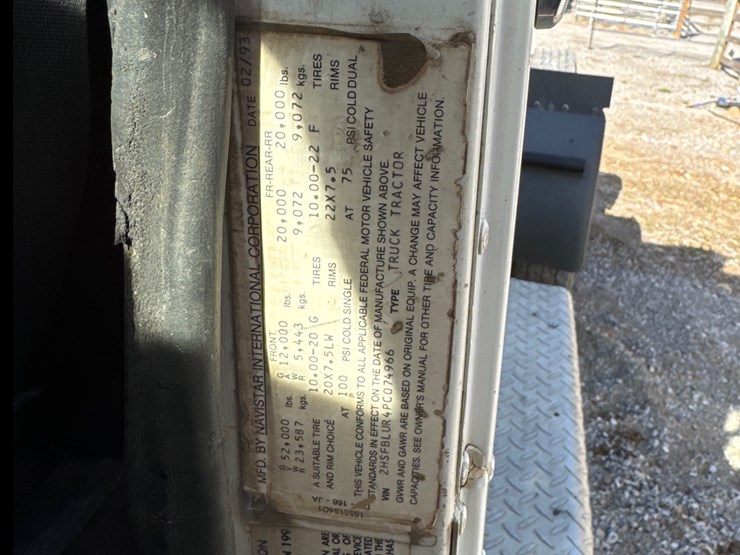 MFD. BY NAVISTAR INTERNATIONAL CORPORATION DATE 02/93
FRONT FR-REAR-RR
G V W R 52,000 lbs. 23,587 kgs. G A W R 12,000 lbs. 5,443 kgs. 20,000 9,072 20,000 lbs. 9,072 kgs.
A SUITABLE TIRE 10.00-20 G TIRES 10.00-22 F TIRES
AND RIM CHOICE 20X7.5LW RIMS 22X7.5 RIMS
AT 100 PSI COLD SINGLE AT 75 PSI COLD DUAL
THIS VEHICLE CONFORMS TO ALL APPLICABLE FEDERAL MOTOR VEHICLE SAFETY
STANDARDS IN EFFECT ON THE DATE OF MANUFACTURE SHOWN ABOVE.
VIN 2HSFBLUR4PC074966 TYPE TRUCK TRACTOR
GVWR AND GAWR ARE BASED ON ORIGINAL EQUIP. A CHANGE MAY AFFECT VEHICLE
CAPACITIES. SEE OWNER'S MANUAL FOR OTHER TIRE AND CAPACITY INFORMATION.